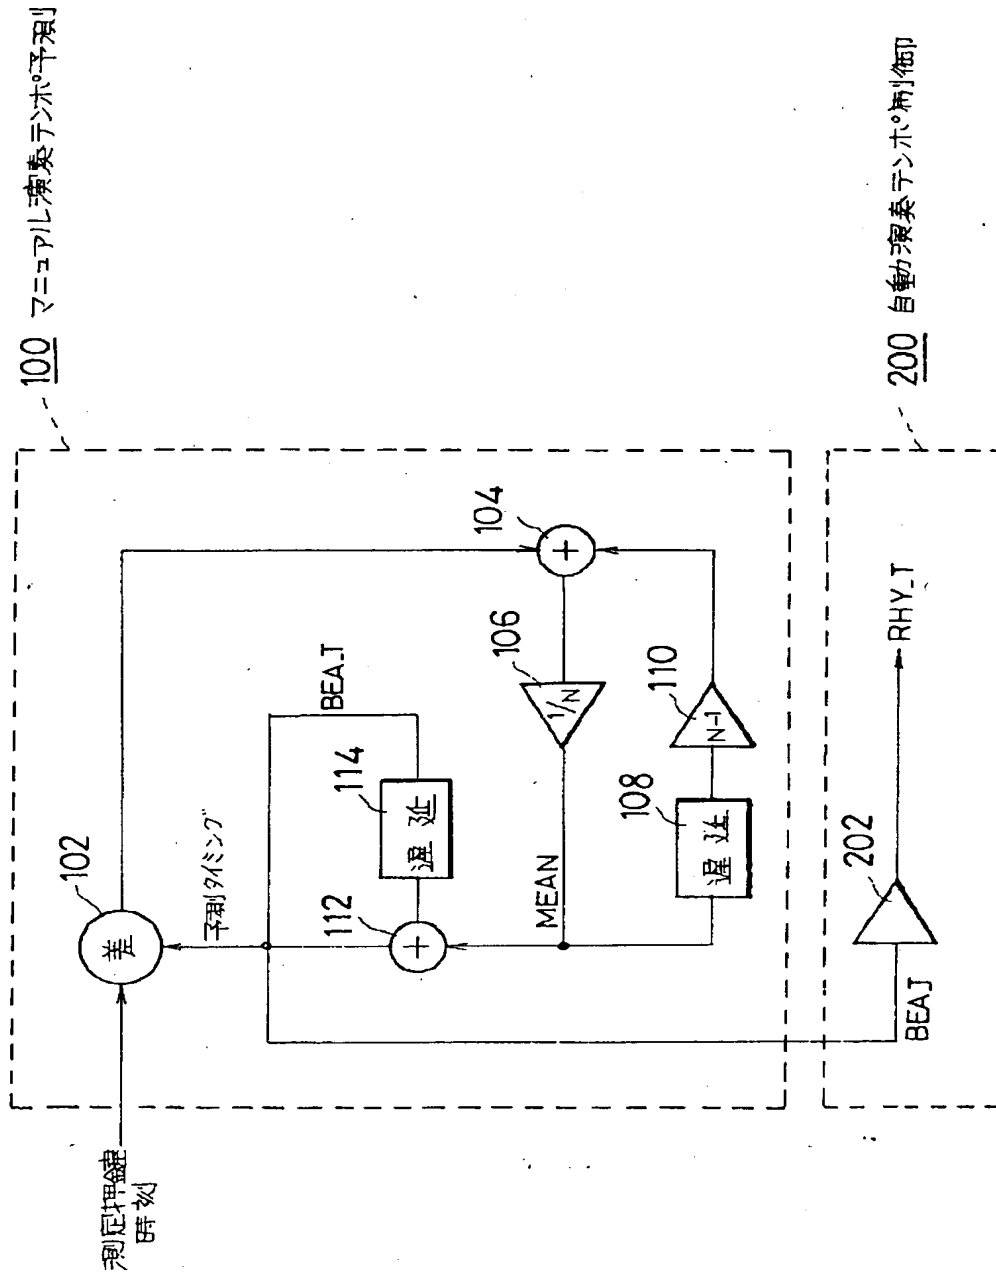 100 マニュアル演奏テンポ予測
200 自動演奏テンポ制御
104
106
1/N
BEA_T
110
N-1
RHY_T
114
遅延
108
遅延
102
差
予測タイミング
112
+
+
MEAN
202
BEA_T
測定押鍵
時刻